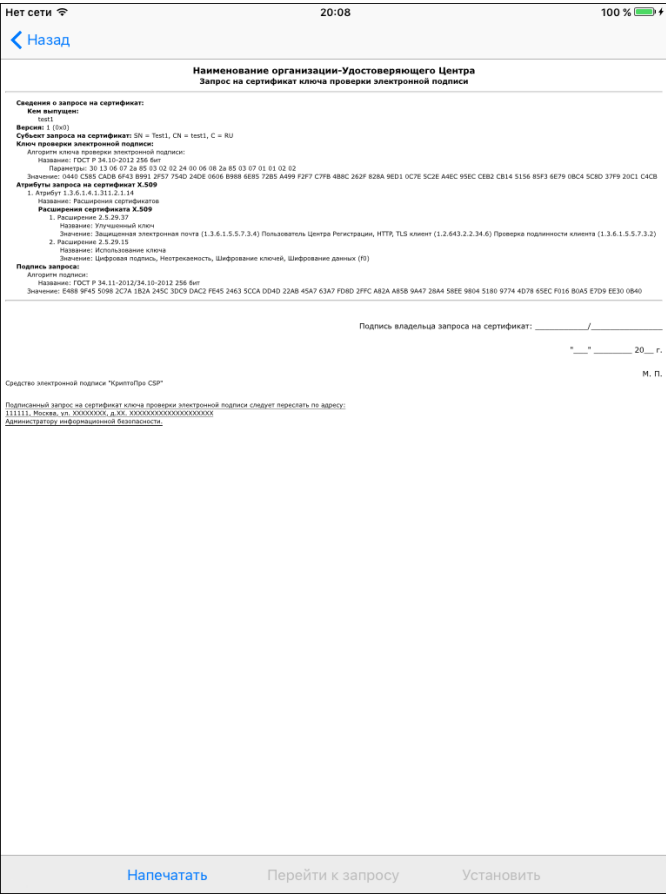 Нет сети 20:08 100 %
Назад
Наименование организации-Удостоверяющего Центра
Запрос на сертификат ключа проверки электронной подписи
Сведения о запросе на сертификат:
Кем выпущен:
test1
Версия: 1 (0x0)
Субъект запроса на сертификат: SN = Test1, CN = test1, C = RU
Ключ проверки электронной подписи:
Алгоритм ключа проверки электронной подписи:
Название: ГОСТ Р 34.10-2012 256 бит
Параметры: 30 13 06 07 2a 85 03 02 02 24 00 06 08 2a 85 03 07 01 01 02 02
Значение: 0440 C585 CADB 6F43 B991 2F57 754D 24DE 0606 B988 6E85 72B5 A499 F2F7 C7FB 4B8C 262F 828A 9ED1 0C7E 5C2E A4EC 95EC CEB2 CB14 5156 85F3 6E79 0BC4 5C8D 37F9 20C1 C4CB
Атрибуты запроса на сертификат X.509
1. Атрибут 1.3.6.1.4.1.311.2.1.14
Название: Расширения сертификатов
Расширения сертификата X.509
1. Расширение 2.5.29.37
Название: Улучшенный ключ
Значение: Защищенная электронная почта (1.3.6.1.5.5.7.3.4) Пользователь Центра Регистрации, HTTP, TLS клиент (1.2.643.2.2.34.6) Проверка подлинности клиента (1.3.6.1.5.5.7.3.2)
2. Расширение 2.5.29.15
Название: Использование ключа
Значение: Цифровая подпись, Неотрекаемость, Шифрование ключей, Шифрование данных (f0)
Подпись запроса:
Алгоритм подписи:
Название: ГОСТ Р 34.11-2012/34.10-2012 256 бит
Значение: E488 9F45 5098 2C7A 1B2A 245C 3DC9 DAC2 FE45 2463 5CCA DD4D 22AB 45A7 63A7 FD8D 2FFC A82A A85B 9A47 28A4 58EE 9804 5180 9774 4D78 65EC F016 B0A5 E7D9 EE30 0B40
Подпись владельца запроса на сертификат: ____________/________________
"___" _________ 20__ г.
М. П.
Средство электронной подписи "КриптоПро CSP"
Подписанный запрос на сертификат ключа проверки электронной подписи следует переслать по адресу:
111111, Москва, ул. XXXXXXXX, д.XX. XXXXXXXXXXXXXXXXXXXX
Администратору информационной безопасности.
Напечатать Перейти к запросу Установить